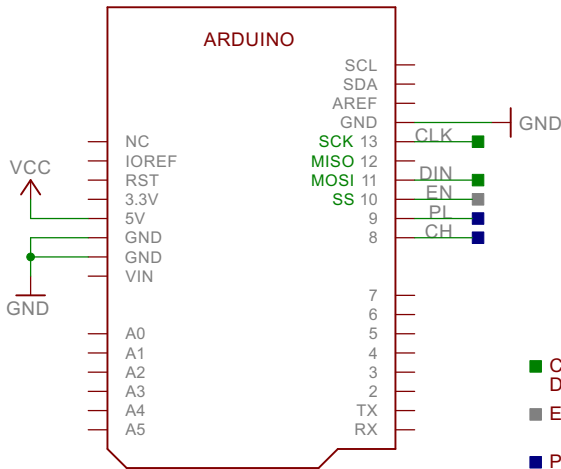 ARDUINO
SCL
SDA
AREF
GND
GND
SCK 13
CLK
NC
MISO 12
IOREF
VCC
MOSI 11
DIN
RST
SS 10
EN
3.3V
9
PL
5V
8
CH
GND
GND
VIN
GND
7
6
A0
5
A1
4
A2
3
A3
2
A4
TX
A5
RX
C
D
E
P